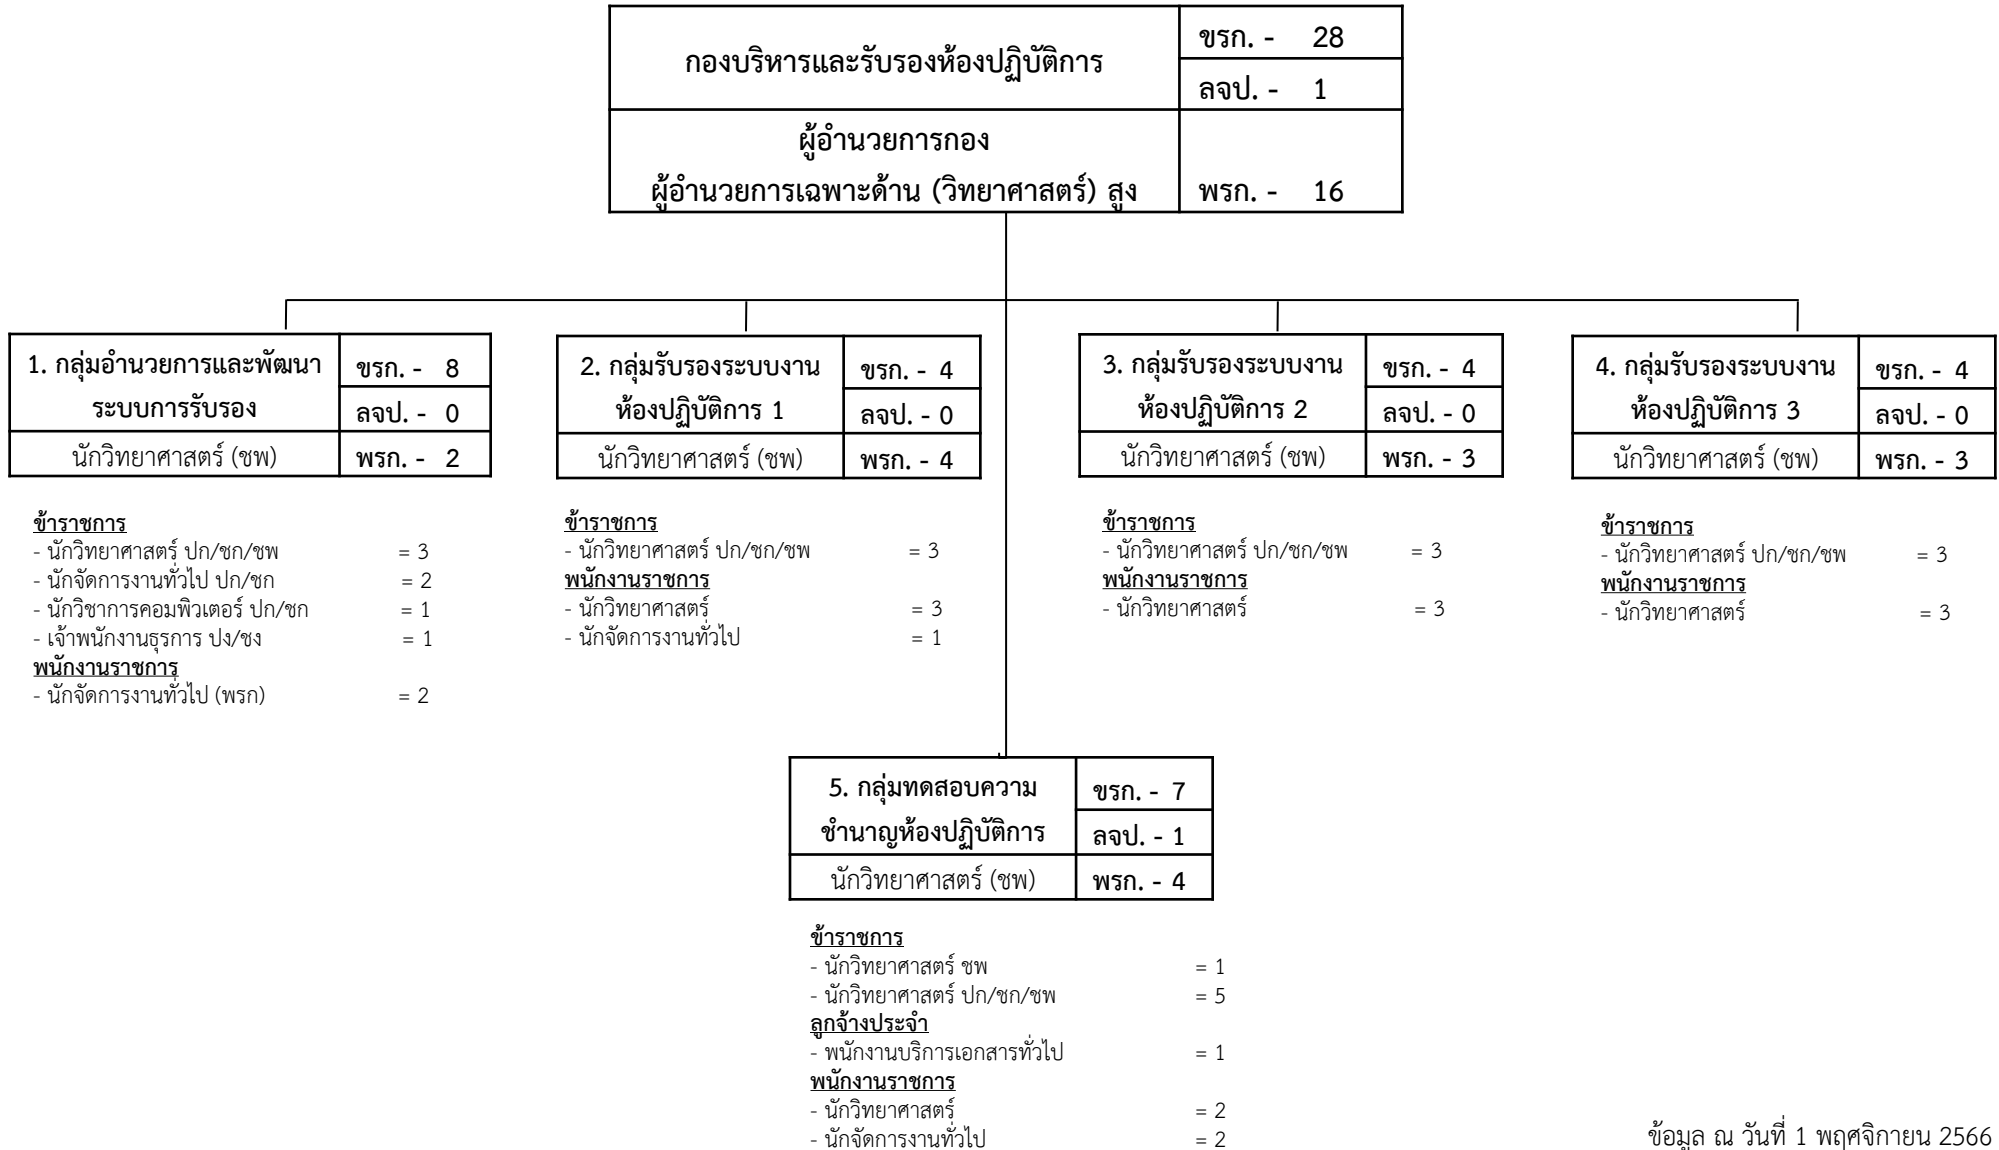 กองบริหารและรับรองห้องปฏิบัติการ
ขรก. - 28
ลจป. - 1
ผู้อำนวยการกอง
ผู้อำนวยการเฉพาะด้าน (วิทยาศาสตร์) สูง
พรก. - 16
1. กลุ่มอำนวยการและพัฒนา
ระบบการรับรอง
ขรก. - 8
ลจป. - 0
นักวิทยาศาสตร์ (ชพ)
พรก. - 2
ข้าราชการ
- นักวิทยาศาสตร์ ปก/ชก/ชพ = 3
- นักจัดการงานทั่วไป ปก/ชก = 2
- นักวิชาการคอมพิวเตอร์ ปก/ชก = 1
- เจ้าพนักงานธุรการ ปง/ชง = 1
พนักงานราชการ
- นักจัดการงานทั่วไป (พรก) = 2
2. กลุ่มรับรองระบบงาน
ห้องปฏิบัติการ 1
ขรก. - 4
ลจป. - 0
นักวิทยาศาสตร์ (ชพ)
พรก. - 4
ข้าราชการ
- นักวิทยาศาสตร์ ปก/ชก/ชพ = 3
พนักงานราชการ
- นักวิทยาศาสตร์ = 3
- นักจัดการงานทั่วไป = 1
3. กลุ่มรับรองระบบงาน
ห้องปฏิบัติการ 2
ขรก. - 4
ลจป. - 0
นักวิทยาศาสตร์ (ชพ)
พรก. - 3
ข้าราชการ
- นักวิทยาศาสตร์ ปก/ชก/ชพ = 3
พนักงานราชการ
- นักวิทยาศาสตร์ = 3
4. กลุ่มรับรองระบบงาน
ห้องปฏิบัติการ 3
ขรก. - 4
ลจป. - 0
นักวิทยาศาสตร์ (ชพ)
พรก. - 3
ข้าราชการ
- นักวิทยาศาสตร์ ปก/ชก/ชพ = 3
พนักงานราชการ
- นักวิทยาศาสตร์ = 3
5. กลุ่มทดสอบความ
ชำนาญห้องปฏิบัติการ
ขรก. - 7
ลจป. - 1
นักวิทยาศาสตร์ (ชพ)
พรก. - 4
ข้าราชการ
- นักวิทยาศาสตร์ ชพ = 1
- นักวิทยาศาสตร์ ปก/ชก/ชพ = 5
ลูกจ้างประจำ
- พนักงานบริการเอกสารทั่วไป = 1
พนักงานราชการ
- นักวิทยาศาสตร์ = 2
- นักจัดการงานทั่วไป = 2
ข้อมูล ณ วันที่ 1 พฤศจิกายน 2566